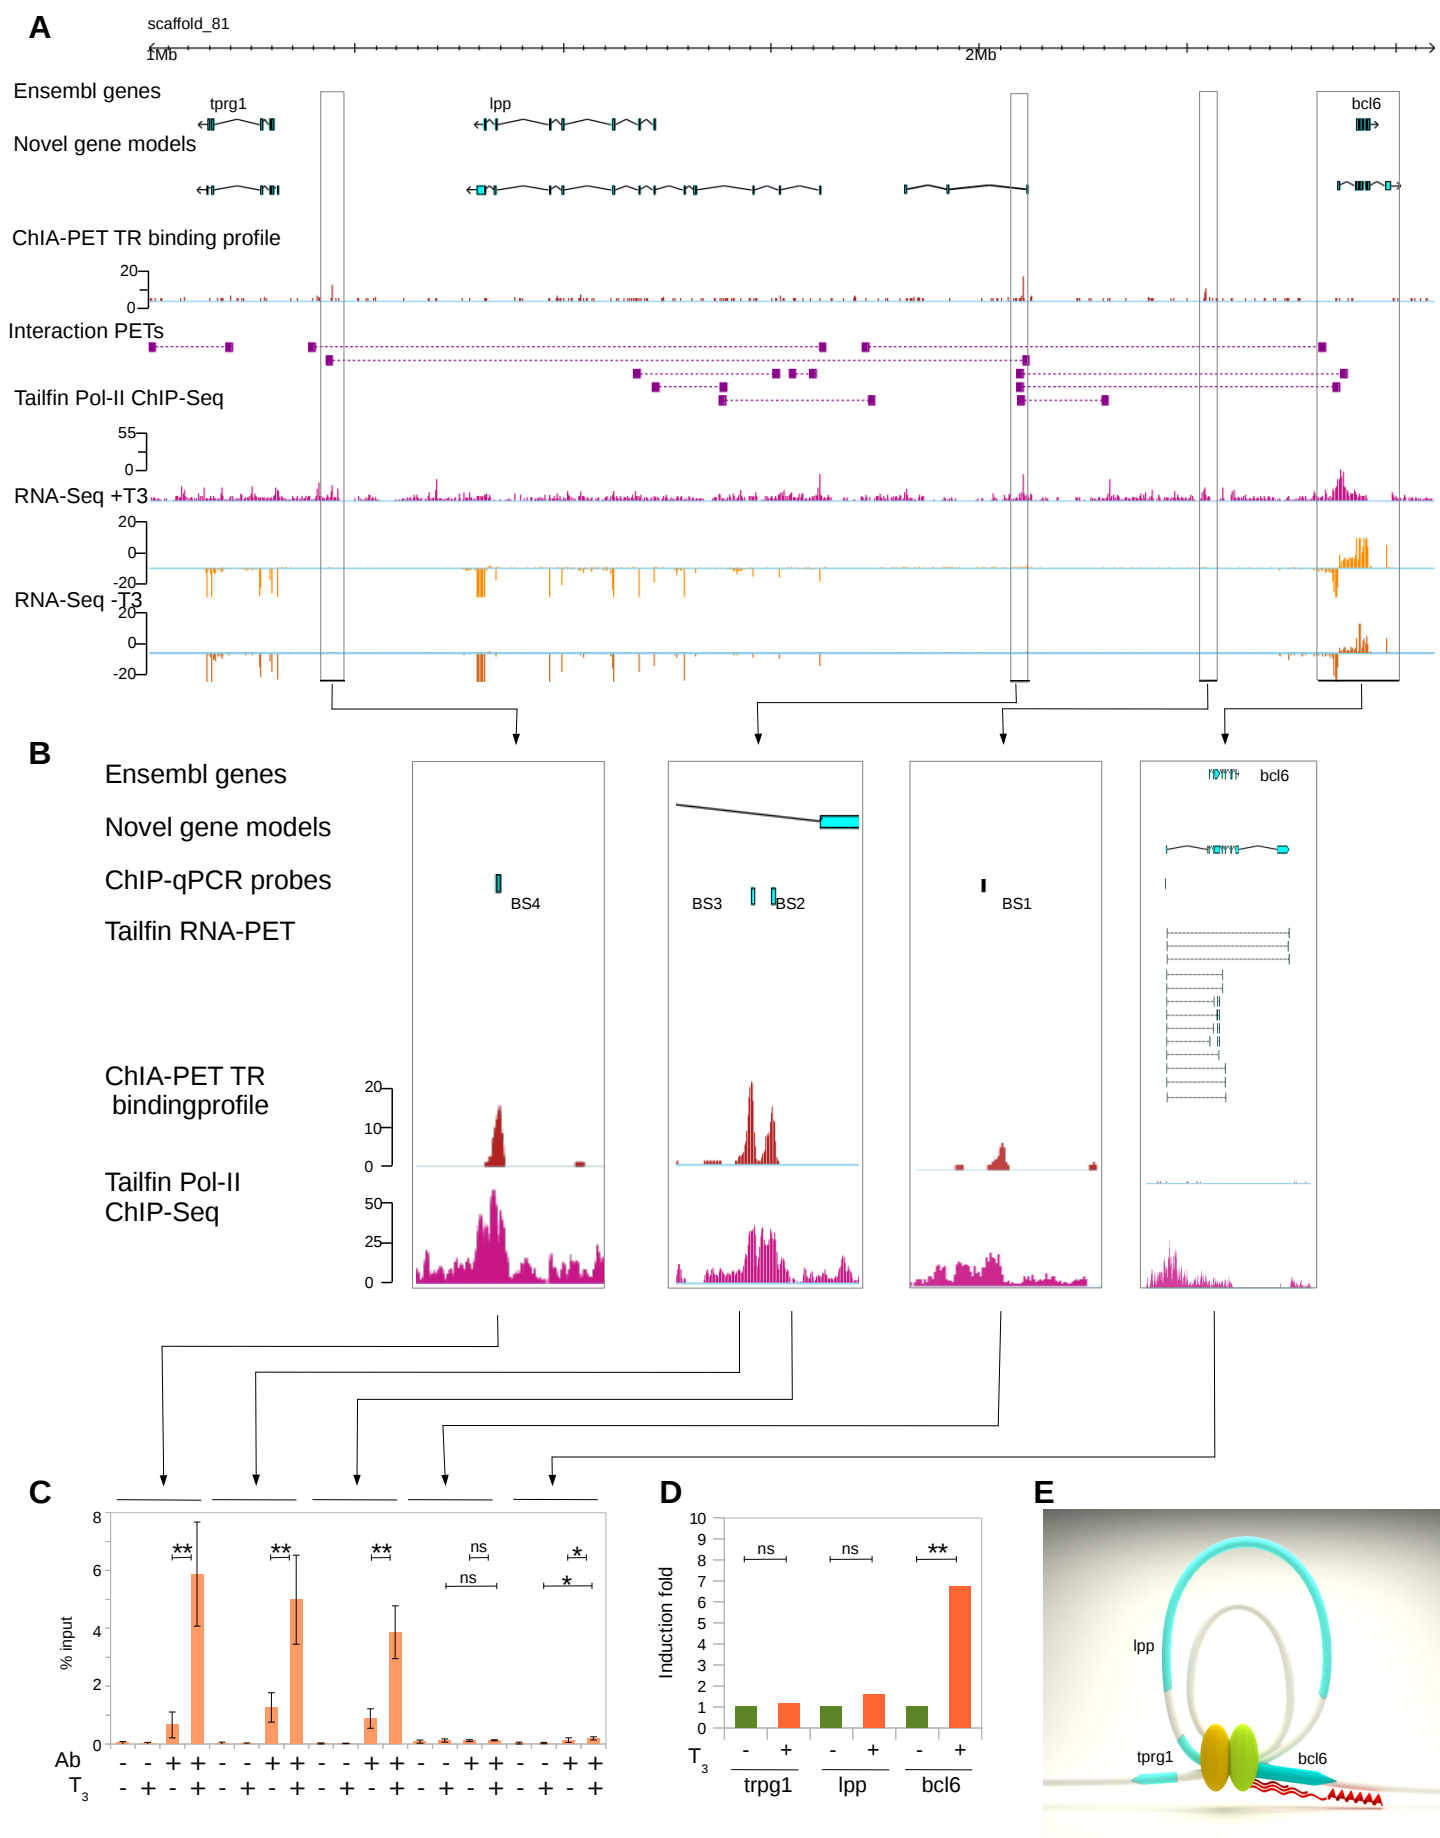 A
scaffold_81
1Mb
2Mb
Ensembl genes
tprg1
lpp
bcl6
Novel gene models
ChIA-PET TR binding profile
20
0
Interaction PETs
Tailfin Pol-II ChIP-Seq
55
0
RNA-Seq +T3
20
0
-20
RNA-Seq -T3
20
0
-20
B
Ensembl genes
bcl6
Novel gene models
ChIP-qPCR probes
BS4
BS3
BS2
BS1
Tailfin RNA-PET
ChIA-PET TR
bindingprofile
20
10
0
Tailfin Pol-II
ChIP-Seq
50
25
0
C
8
6
4
2
0
% input
** ** ** ns *
ns *
Ab - - + + - - + + - - + + - - + + - - + +
T3 - + - + - + - + - + - + - + - + - + - +
D
10
9
8
7
6
5
4
3
2
1
0
Induction fold
ns ns **
T3 - + - + - +
trpg1 lpp bcl6
E
lpp
tprg1
bcl6